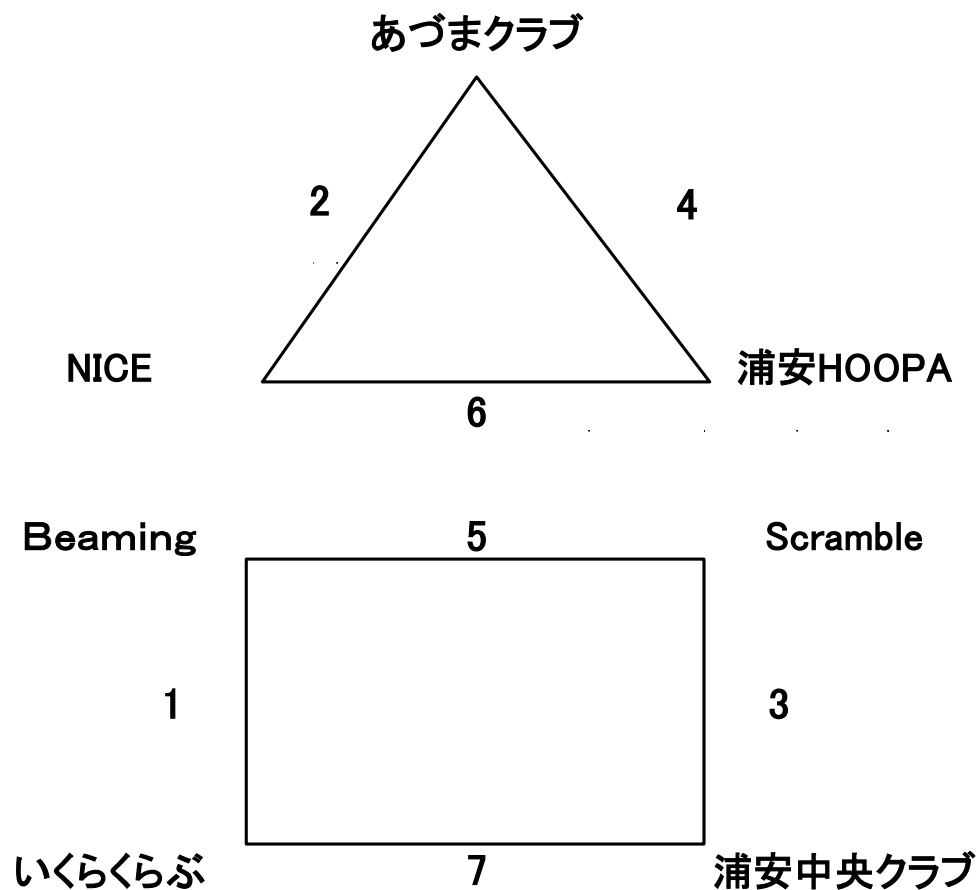 あづまクラブ
2
4
NICE
浦安HOOPA
6
Beaming
5
Scramble
1
3
いくらくらぶ
7
浦安中央クラブ